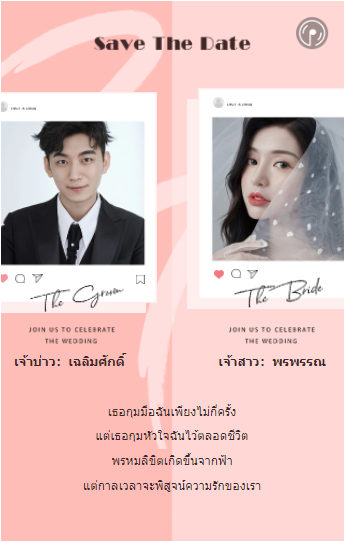 Save The Date
The Groom
The Bride
JOIN US TO CELEBRATE
THE WEDDING
JOIN US TO CELEBRATE
THE WEDDING
เจ้าบ่าว: เฉลิมศักดิ์
เจ้าสาว: พรพรรณ
เธอกุมมือฉันเพียงไม่กี่ครั้ง
แต่เธอกุมหัวใจฉันไว้ตลอดชีวิต
พรหมลิขิตเกิดขึ้นจากฟ้า
แต่กาลเวลาจะพิสูจน์ความรักของเรา